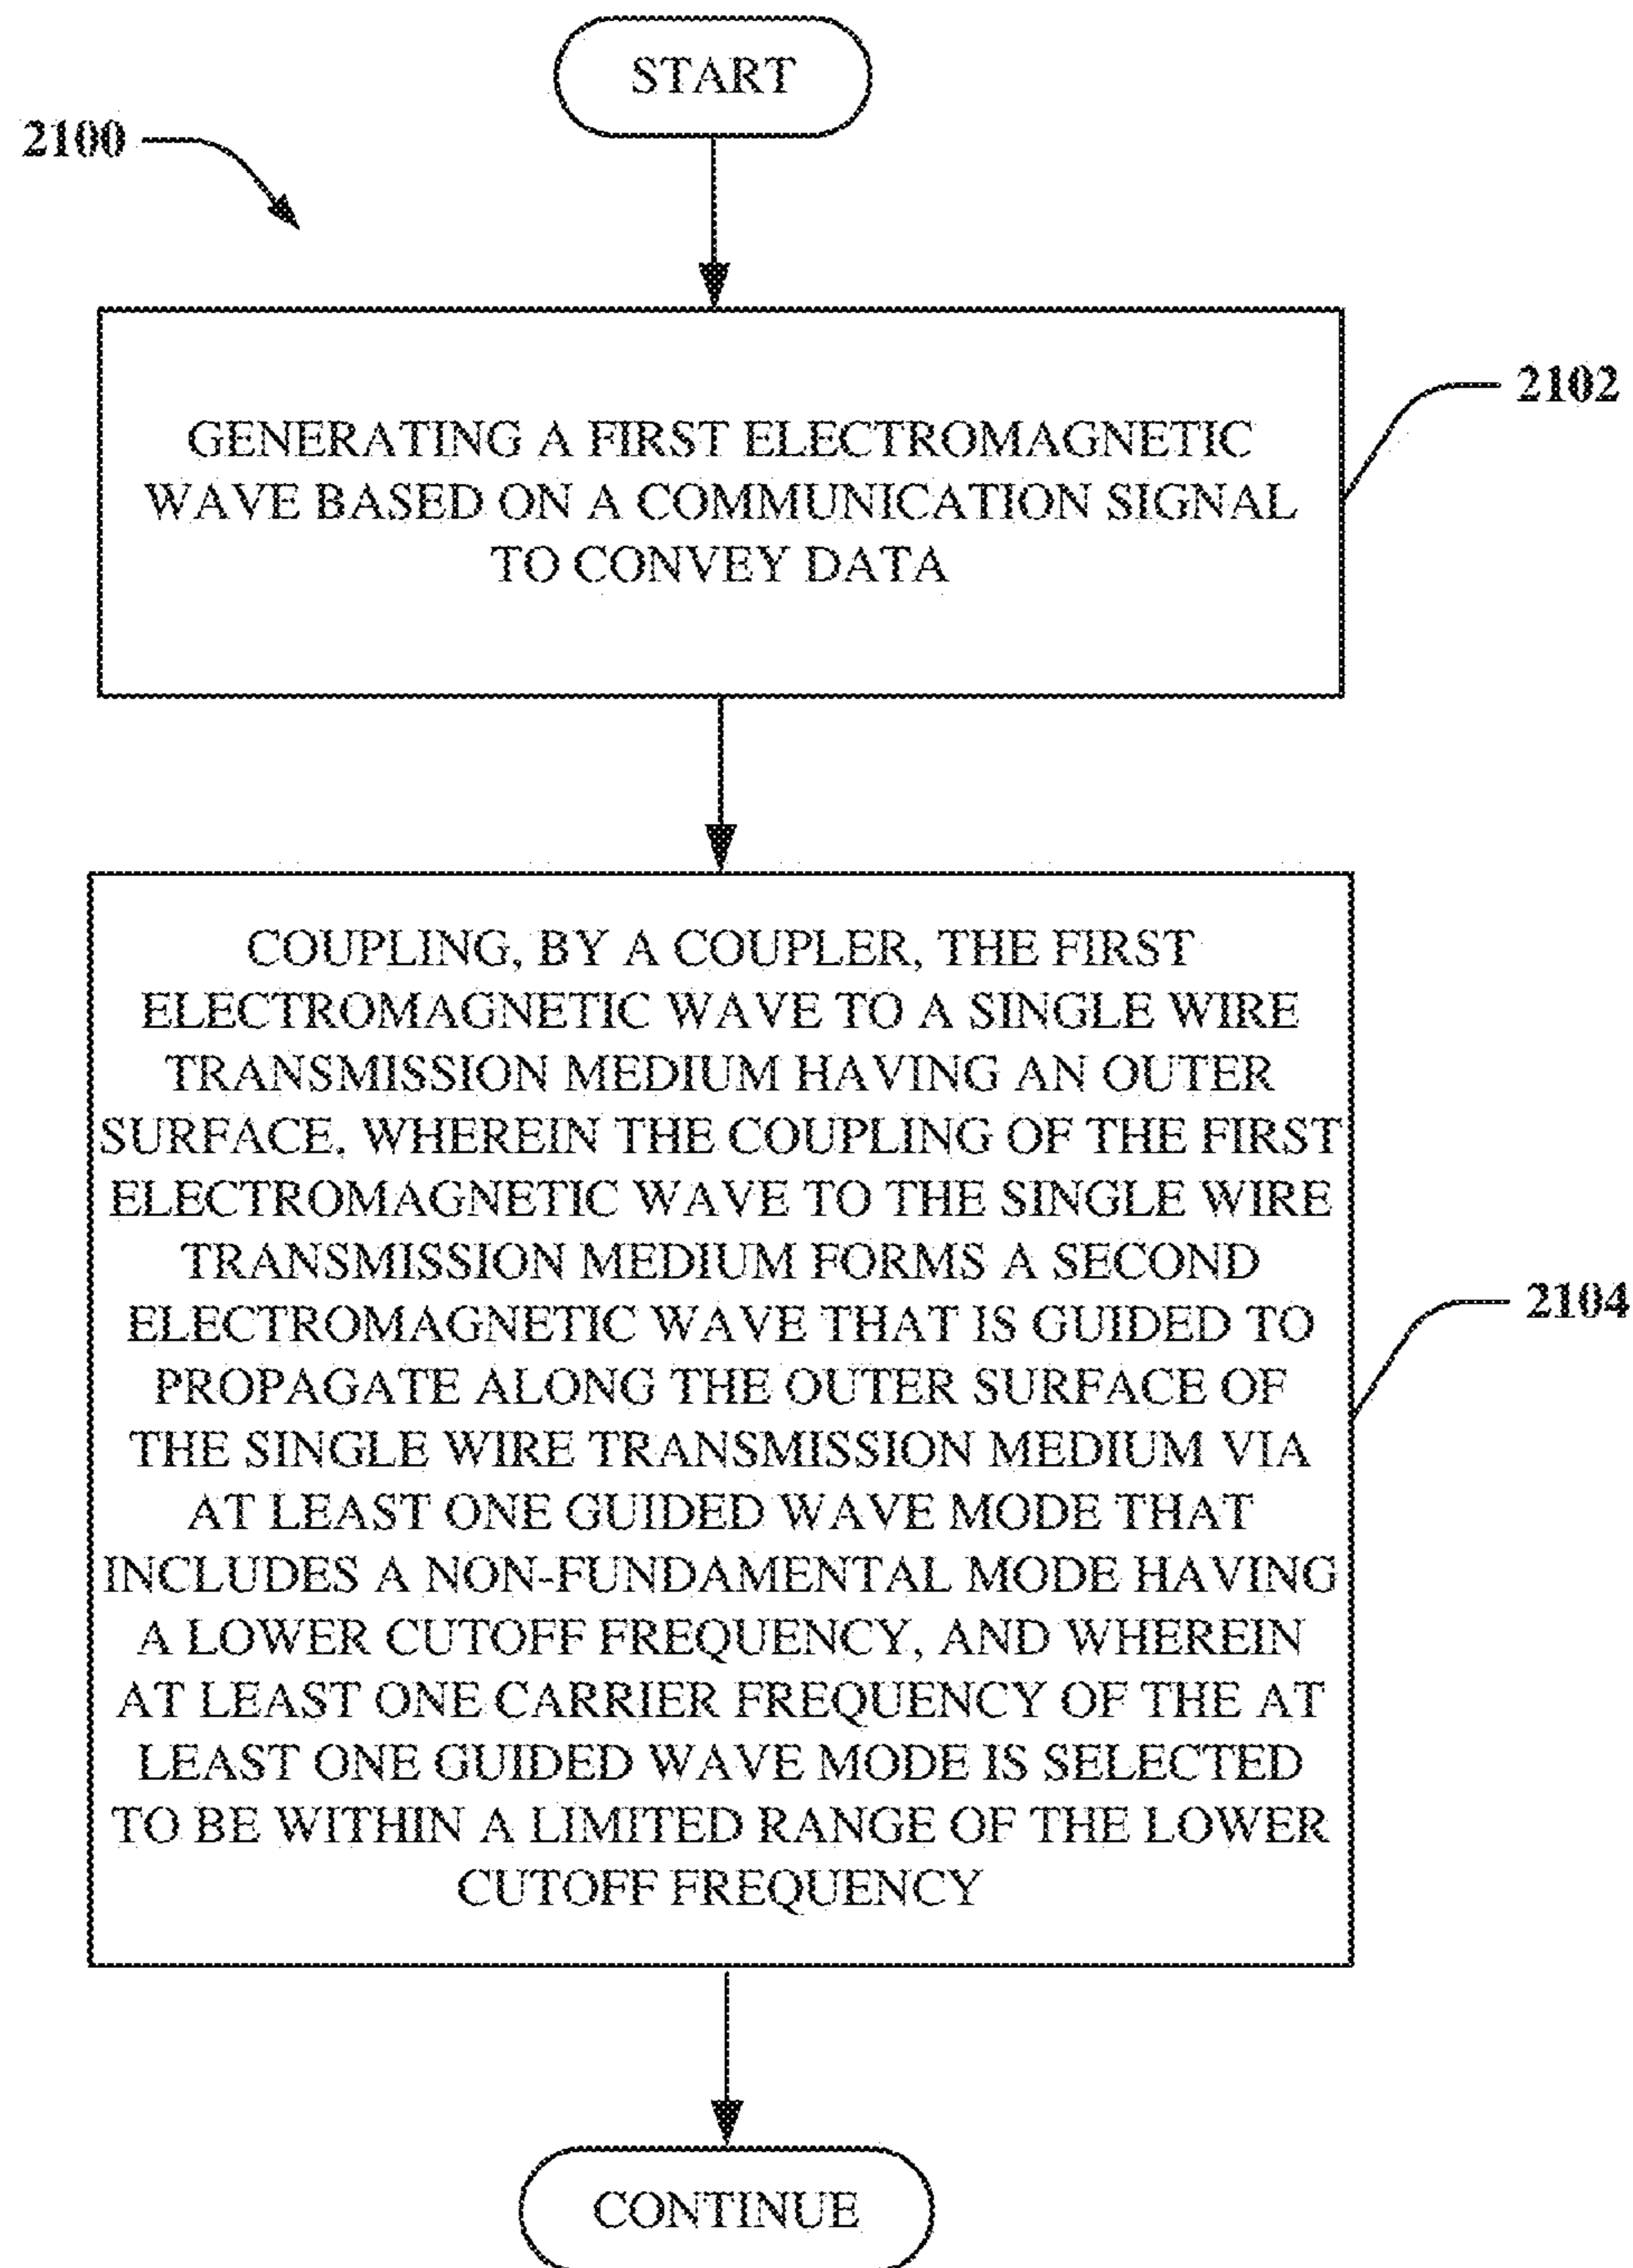 START
2100
GENERATING A FIRST ELECTROMAGNETIC
WAVE BASED ON A COMMUNICATION SIGNAL
TO CONVEY DATA
2102
COUPLING, BY A COUPLER, THE FIRST
ELECTROMAGNETIC WAVE TO A SINGLE WIRE
TRANSMISSION MEDIUM HAVING AN OUTER
SURFACE, WHEREIN THE COUPLING OF THE FIRST
ELECTROMAGNETIC WAVE TO THE SINGLE WIRE
TRANSMISSION MEDIUM FORMS A SECOND
ELECTROMAGNETIC WAVE THAT IS GUIDED TO
PROPAGATE ALONG THE OUTER SURFACE OF
THE SINGLE WIRE TRANSMISSION MEDIUM VIA
AT LEAST ONE GUIDED WAVE MODE THAT
INCLUDES A NON-FUNDAMENTAL MODE HAVING
A LOWER CUTOFF FREQUENCY, AND WHEREIN
AT LEAST ONE CARRIER FREQUENCY OF THE AT
LEAST ONE GUIDED WAVE MODE IS SELECTED
TO BE WITHIN A LIMITED RANGE OF THE LOWER
CUTOFF FREQUENCY
2104
CONTINUE